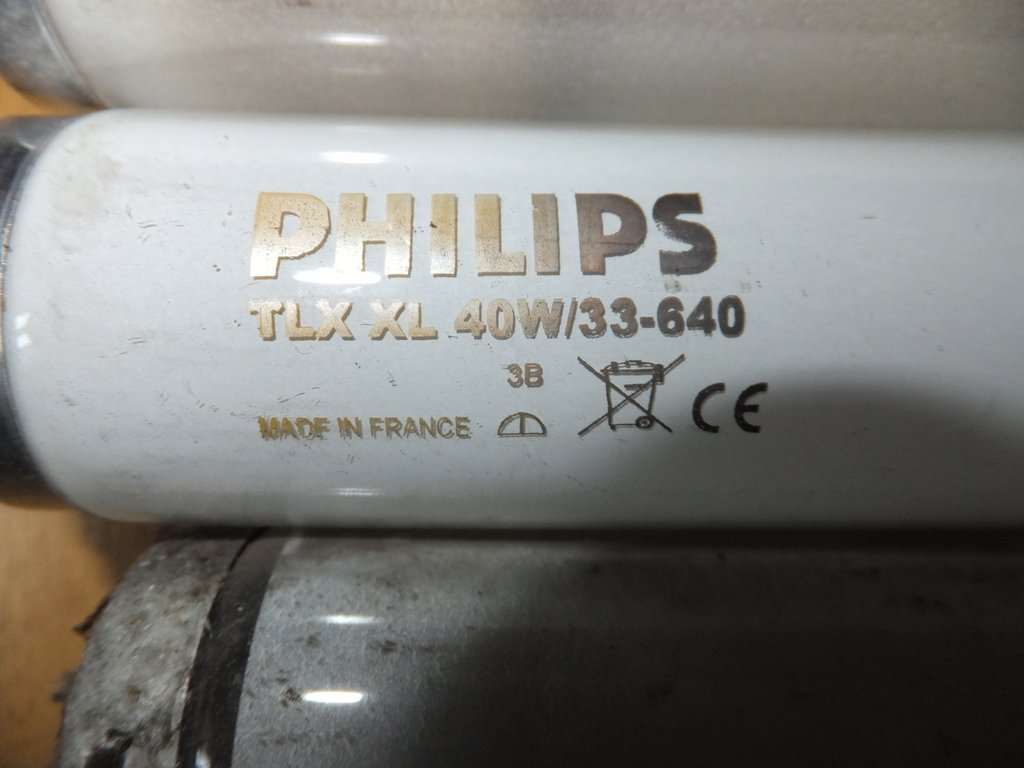 PHILIPS
TLX XL 40W/33-640
3B
MADE IN FRANCE CE